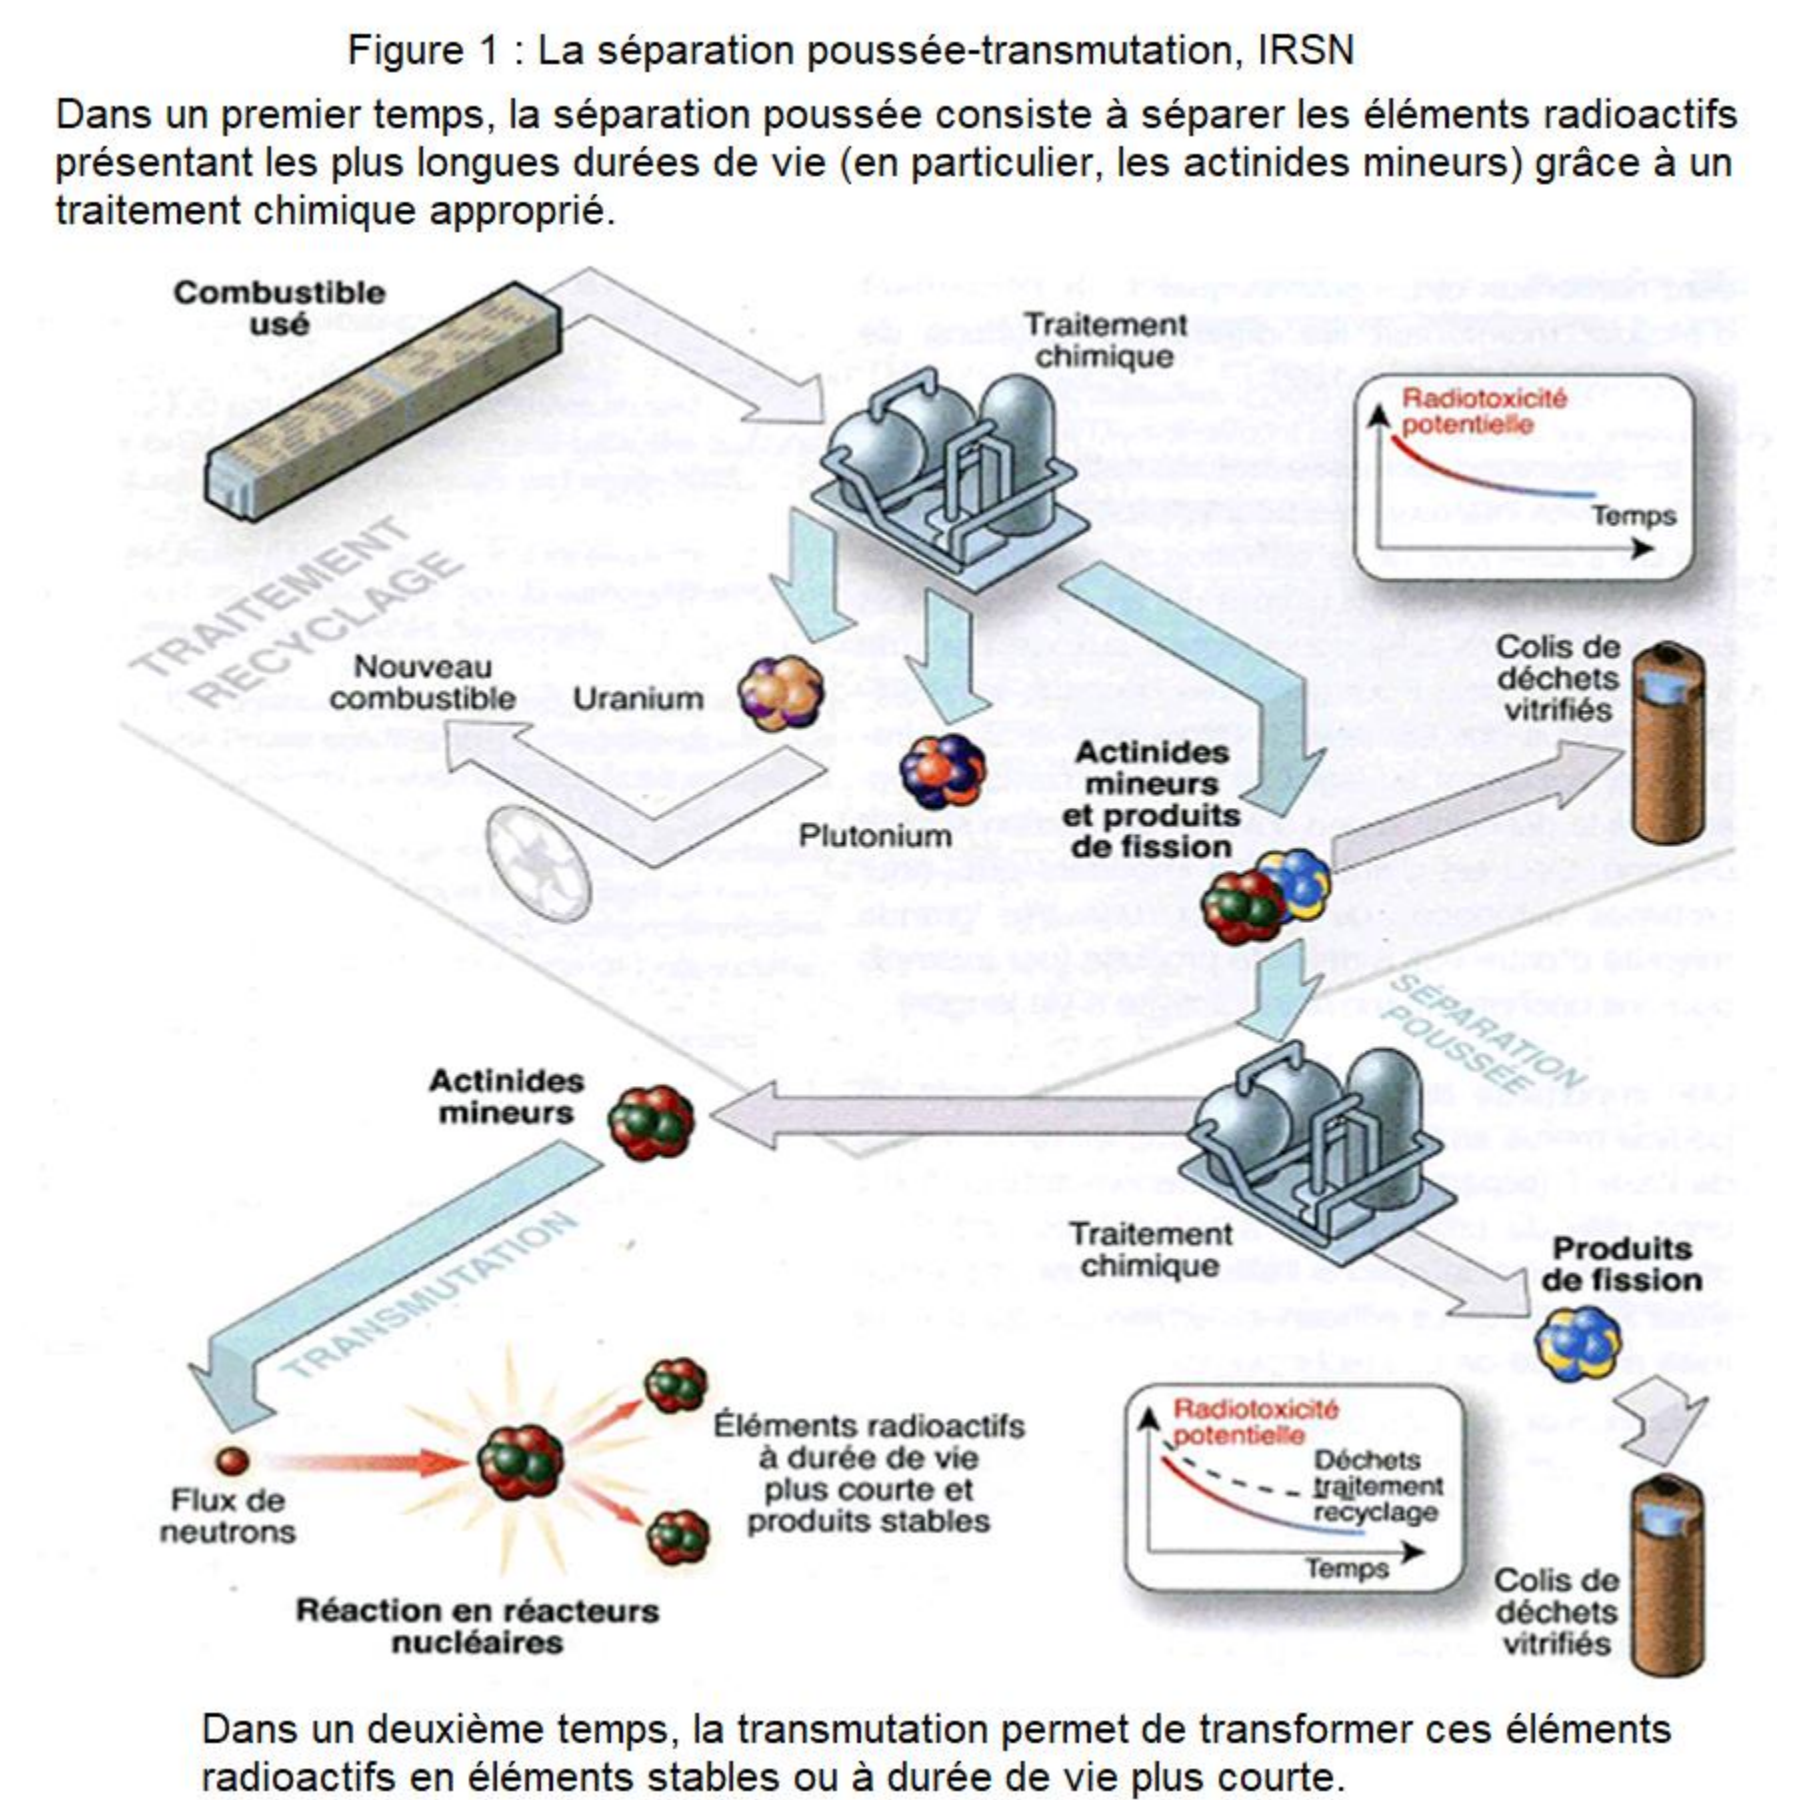 Figure 1 : La séparation poussée-transmutation, IRSN
Dans un premier temps, la séparation poussée consiste à séparer les éléments radioactifs
présentant les plus longues durées de vie (en particulier, les actinides mineurs) grâce à un
traitement chimique approprié.
Combustible
usé
Traitement
chimique
Radiotoxicité
potentielle
Temps
TRAITEMENT
RECYCLAGE
Nouveau
combustible
Uranium
Plutonium
Actinides
mineurs
et produits
de fission
Colis de
déchets
vitrifiés
SÉPARATION
POUSSÉE
Actinides
mineurs
Traitement
chimique
Produits
de fission
TRANSMUTATION
Flux de
neutrons
Éléments radioactifs
à durée de vie
plus courte et
produits stables
Réaction en réacteurs
nucléaires
Radiotoxicité
potentielle
Déchets
traitement
recyclage
Temps
Colis de
déchets
vitrifiés
Dans un deuxième temps, la transmutation permet de transformer ces éléments
radioactifs en éléments stables ou à durée de vie plus courte.